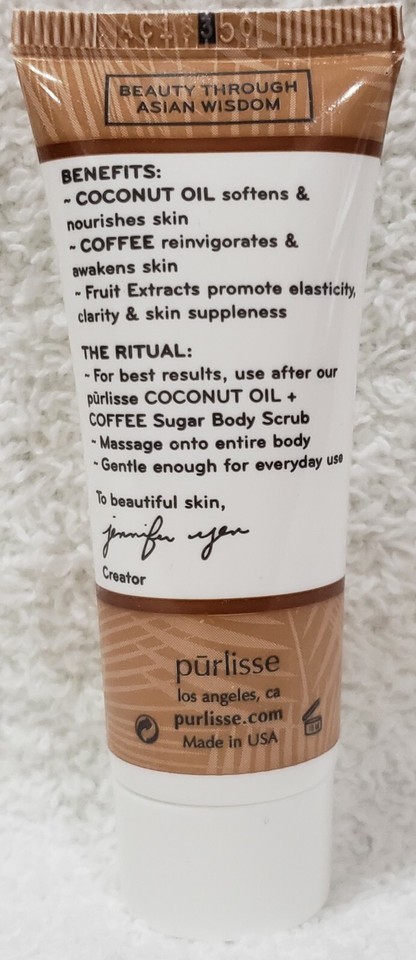 BEAUTY THROUGH
ASIAN WISDOM
BENEFITS:
~ COCONUT OIL softens &
nourishes skin
~ COFFEE reinvigorates &
awakens skin
~ Fruit Extracts promote elasticity,
clarity & skin suppleness
THE RITUAL:
~ For best results, use after our
pūrlisse COCONUT OIL +
COFFEE Sugar Body Scrub
~ Massage onto entire body
~ Gentle enough for everyday use
To beautiful skin,
jennifer yen
Creator
pūrlisse
los angeles, ca
purlisse.com
Made in USA